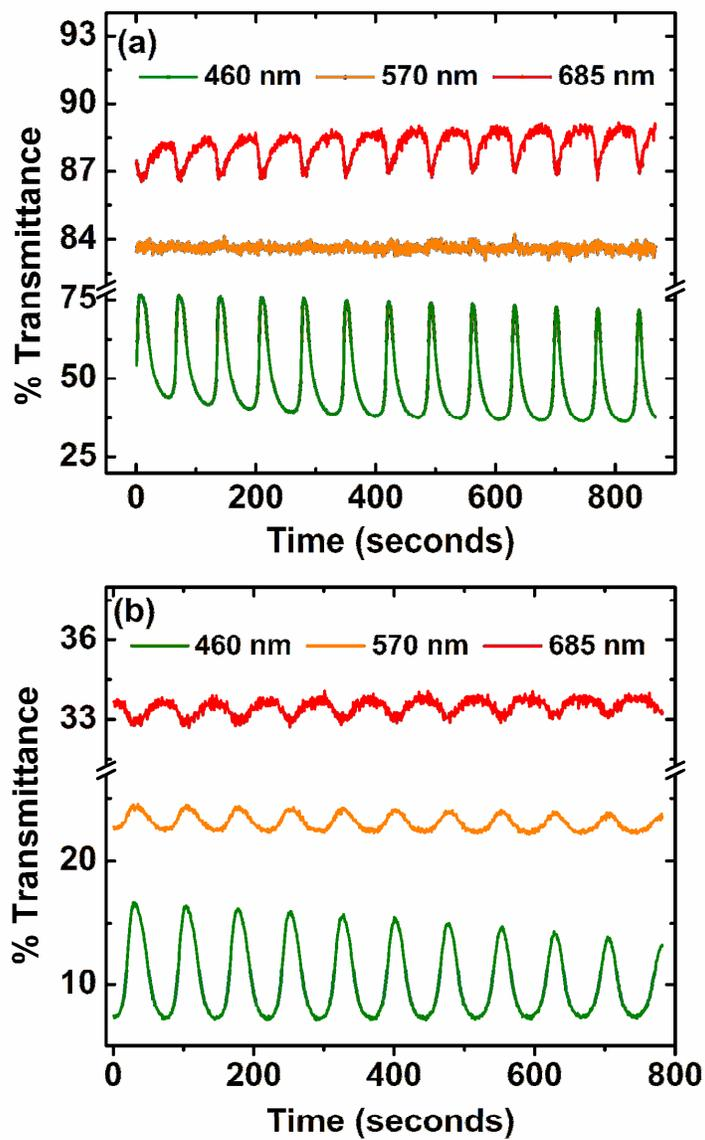 (a)
460 nm 570 nm 685 nm
93
90
87
84
75
50
25
% Transmittance
0 200 400 600 800
Time (seconds)
(b)
460 nm 570 nm 685 nm
36
33
20
10
% Transmittance
0 200 400 600 800
Time (seconds)